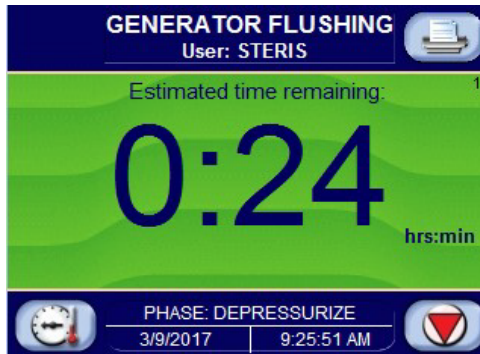 GENERATOR FLUSHING
User: STERIS
Estimated time remaining:
1
0:24
hrs:min
PHASE: DEPRESSURIZE
3/9/2017 9:25:51 AM